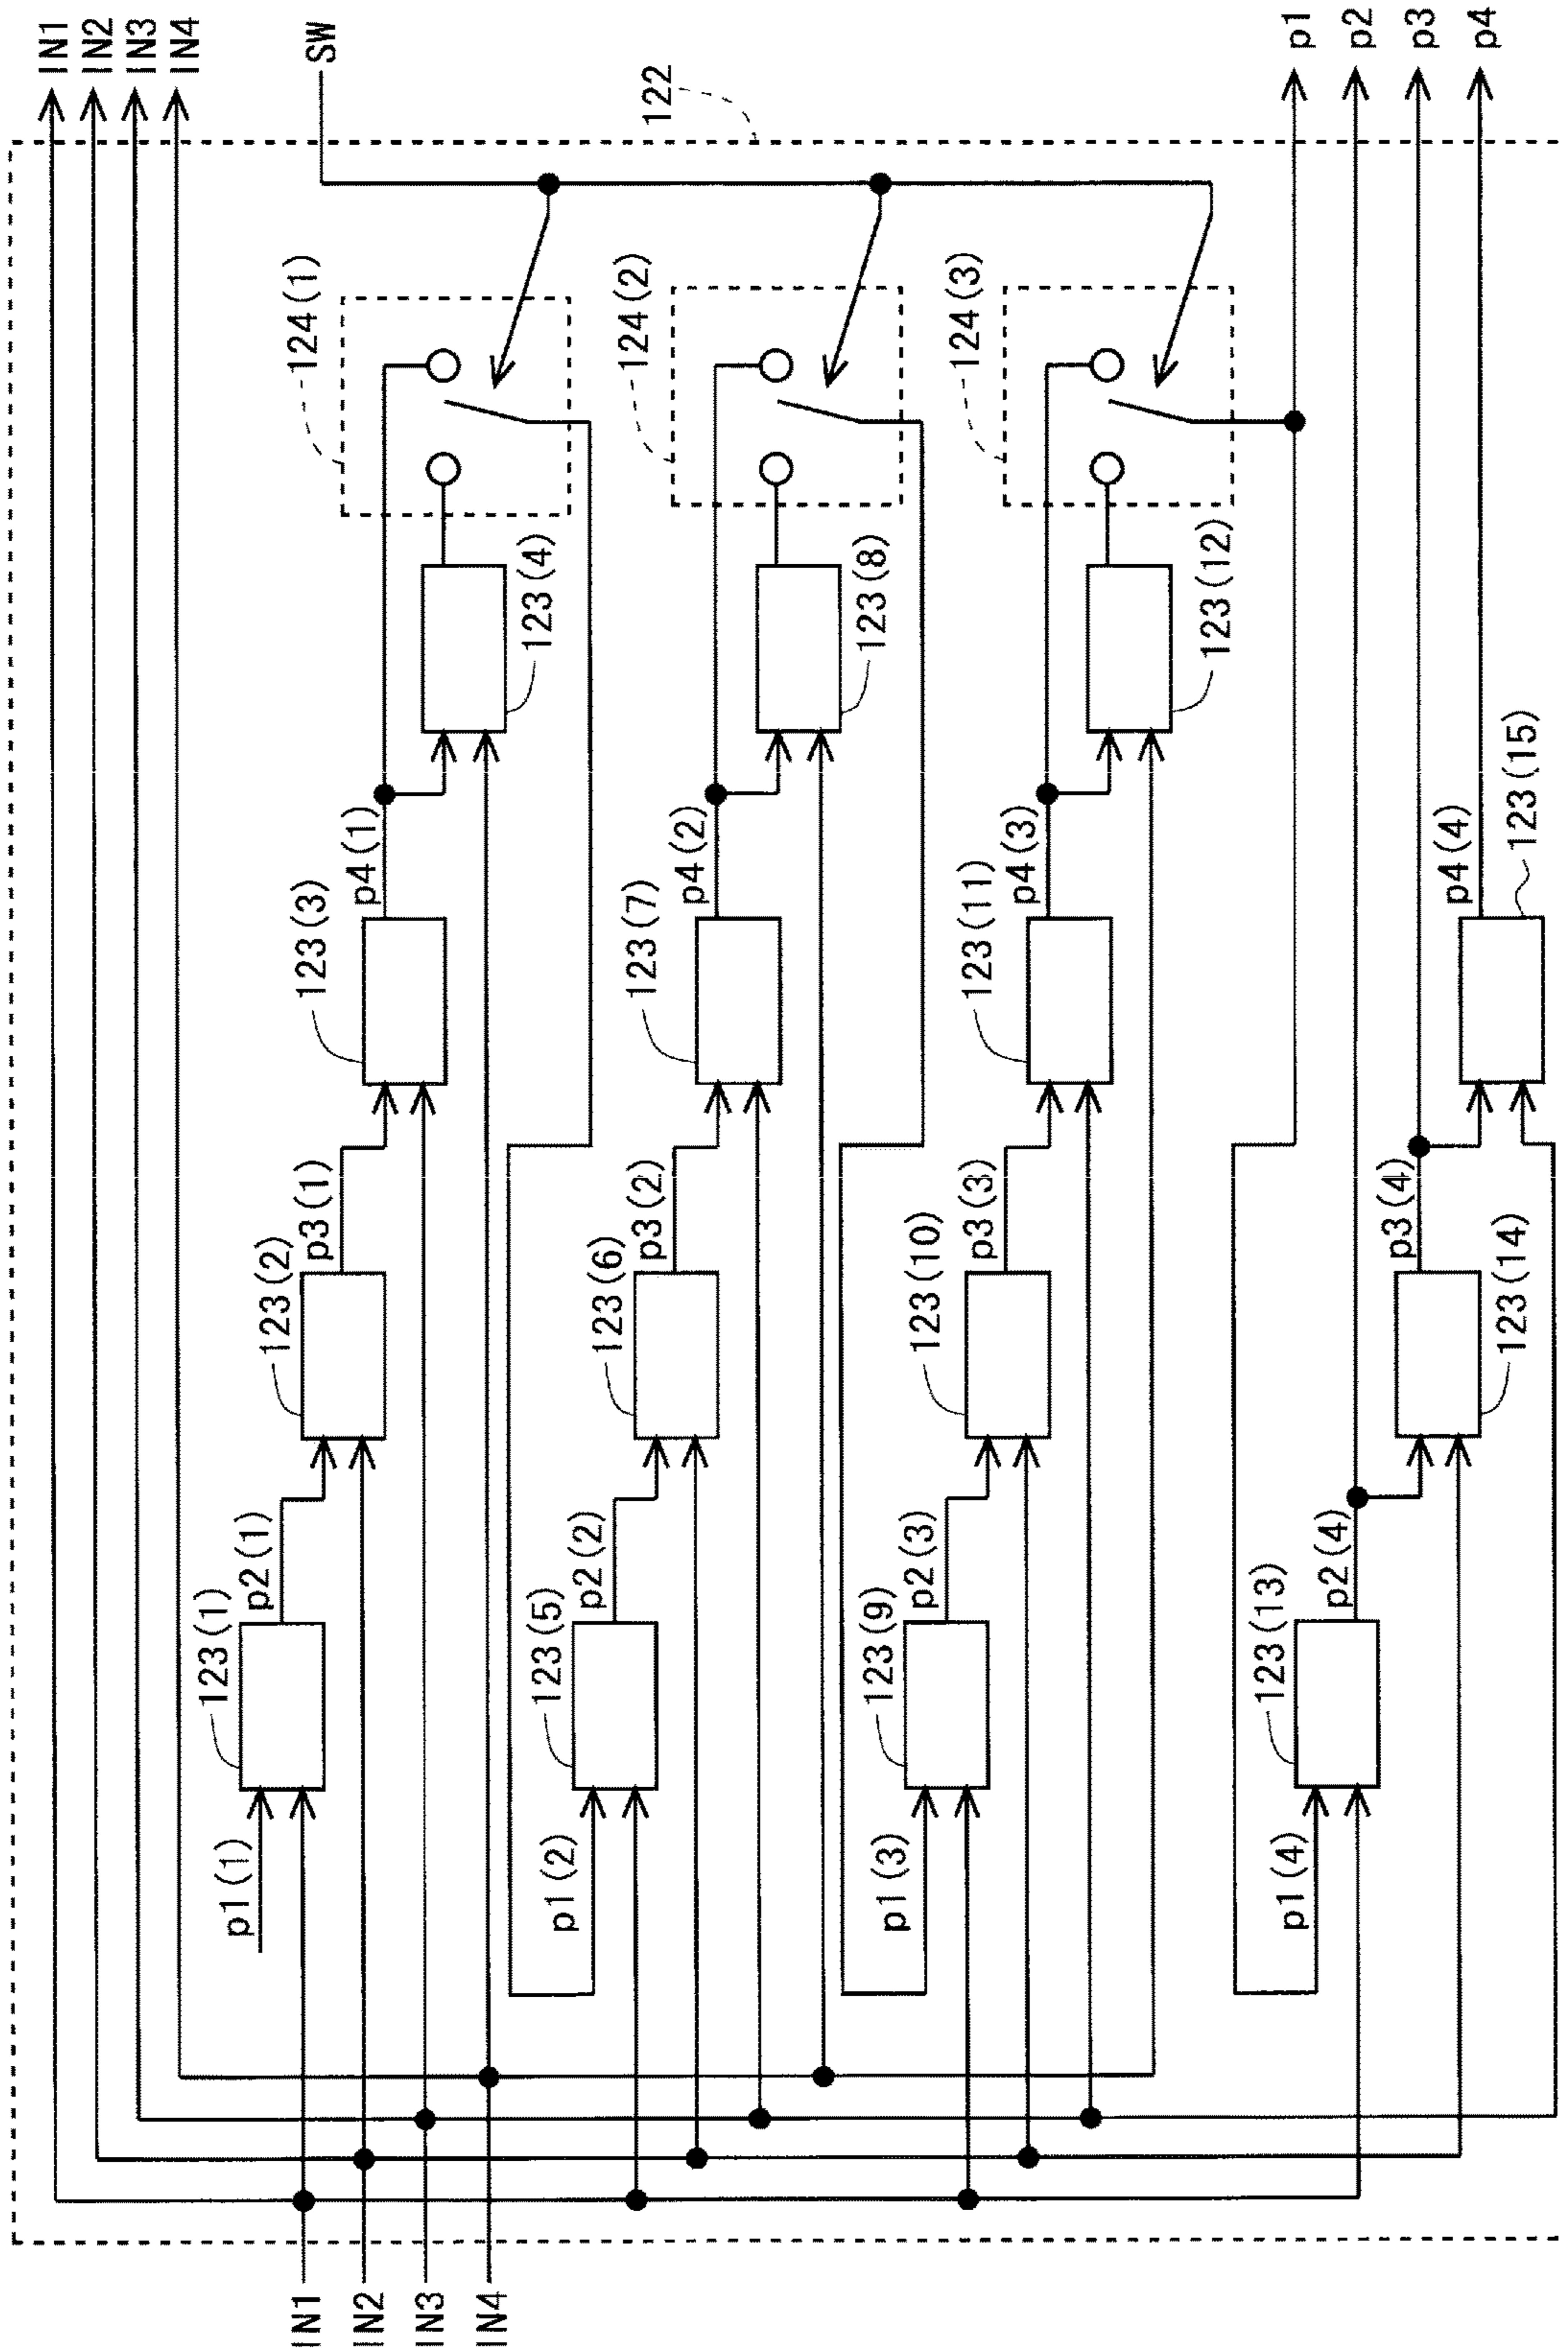 IN1
IN2
IN3
IN4
SW
122
124(1)
123(4)
123(3)
p4(1)
123(2)
p3(1)
123(1)
p2(1)
p1(1)
124(2)
123(8)
123(7)
p4(2)
123(6)
p3(2)
123(5)
p2(2)
p1(2)
124(3)
123(12)
123(11)
p4(3)
123(10)
p3(3)
123(9)
p2(3)
p1(3)
p1
p2
p3
p4
123(15)
p4(4)
123(14)
p3(4)
123(13)
p2(4)
p1(4)
IN1
IN2
IN3
IN4